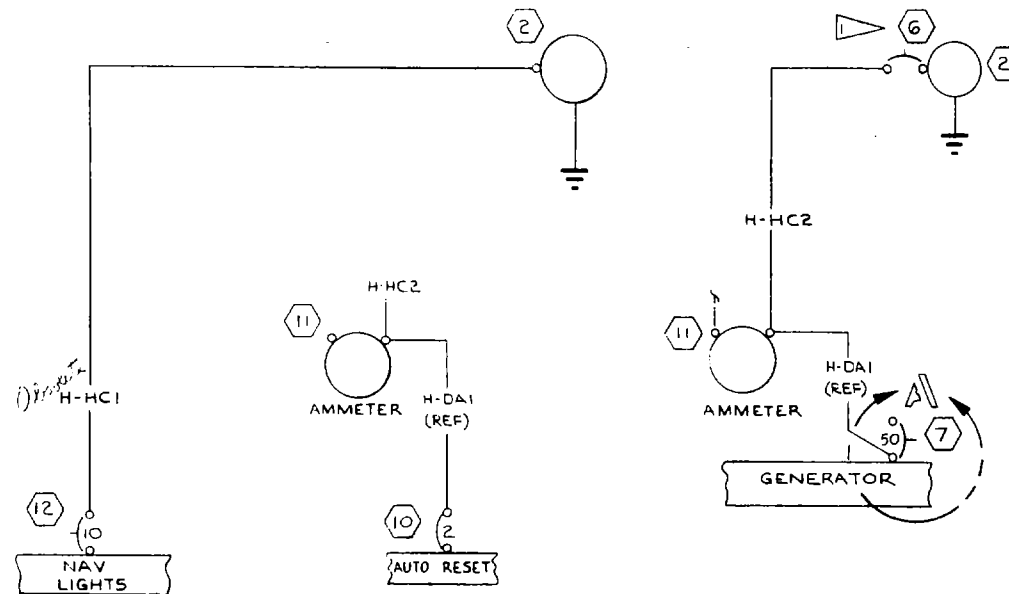 2
1
6
2
H-HC2
H-HC2
11
11
AMMETER
H-DA1
(REF)
AMMETER
H-DA1
(REF)
H-HC1
50
7
GENERATOR
12
10
10
2
NAV
LIGHTS
AUTO RESET